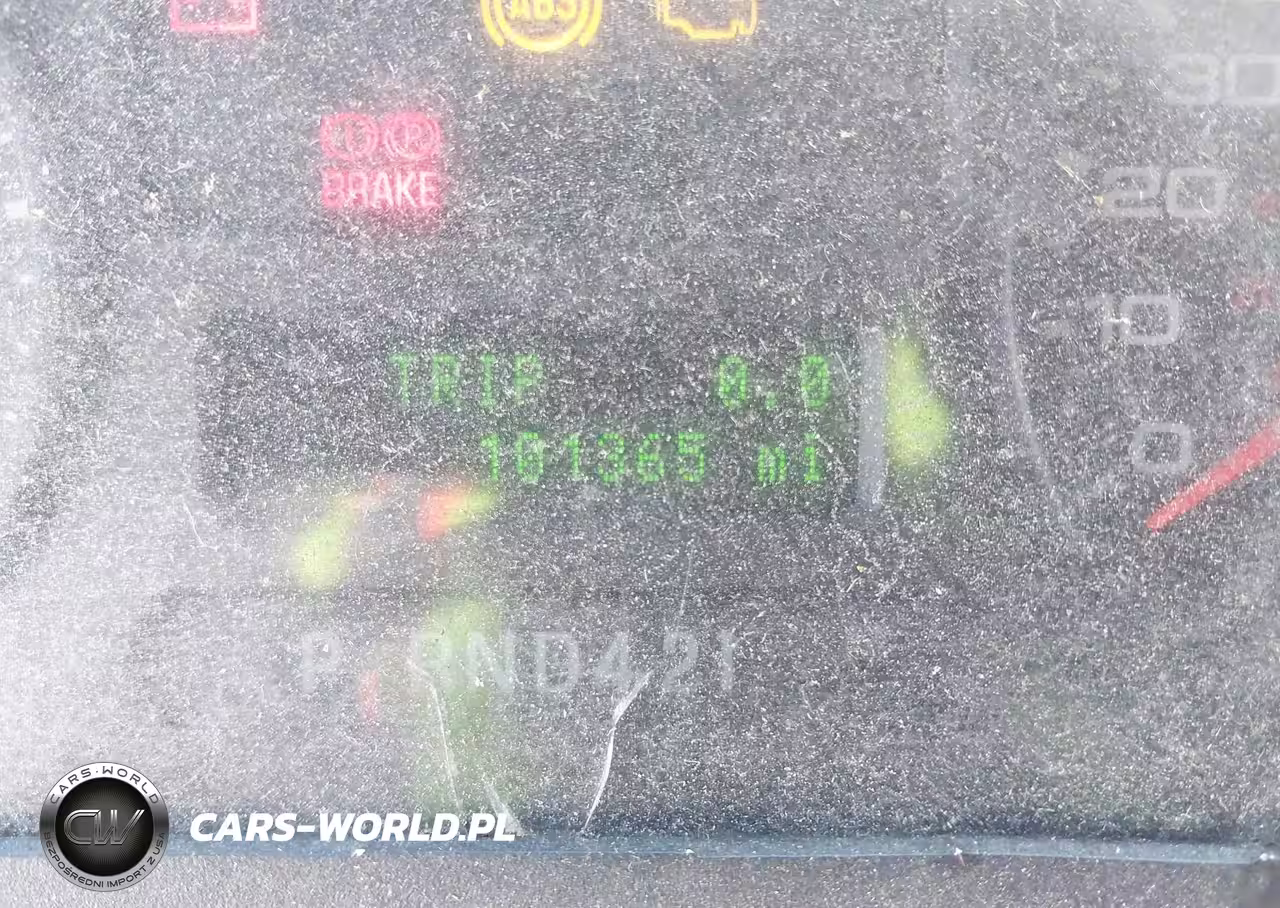 ABS
30
BRAKE
20
10
TRIP 0.0
101365 mi
0
P RND421
CARS-WORLD
CW
BEZPOŚREDNI IMPORT Z USA
CARS-WORLD.PL